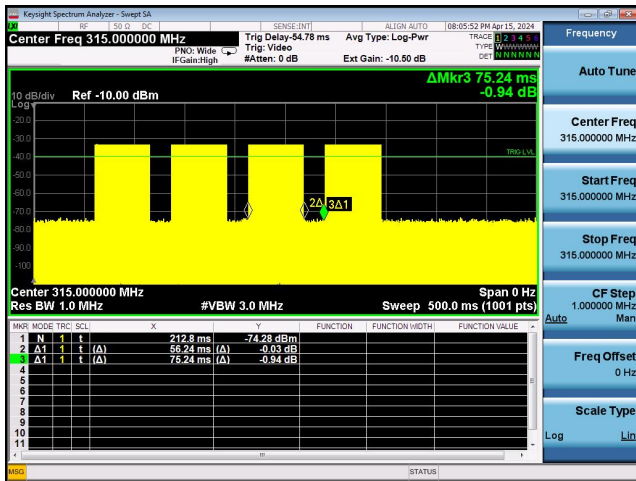 Keysight Spectrum Analyzer - Swept SA
RF 50 Ω DC SENSE:INT ALIGN AUTO 08:05:52 PM Apr 15, 2024
Center Freq 315.000000 MHz
PNO: Wide
IFGain:High
Trig Delay-54.78 ms
Trig: Video
#Atten: 0 dB
Avg Type: Log-Pwr
Ext Gain: -10.50 dB
TRACE 1 2 3 4 5 6
TYPE WWWWWW
DET N N N N N N
ΔMkr3 75.24 ms
-0.94 dB
10 dB/div Ref -10.00 dBm
Log
-20.0
-30.0
-40.0
TRIG LVL
-50.0
-60.0
2Δ 3Δ1
-70.0
-80.0
-90.0
-100
Center 315.000000 MHz Span 0 Hz
Res BW 1.0 MHz #VBW 3.0 MHz Sweep 500.0 ms (1001 pts)
MKR MODE TRC SCL X Y FUNCTION FUNCTION WIDTH FUNCTION VALUE
1 N 1 t 212.8 ms -74.28 dBm
2 Δ1 1 t (Δ) 56.24 ms (Δ) -0.03 dB
3 Δ1 1 t (Δ) 75.24 ms (Δ) -0.94 dB
4
5
6
7
8
9
10
11
MSG STATUS
Frequency
Auto Tune
Center Freq
315.000000 MHz
Start Freq
315.000000 MHz
Stop Freq
315.000000 MHz
CF Step
1.000000 MHz
Auto Man
Freq Offset
0 Hz
Scale Type
Log Lin